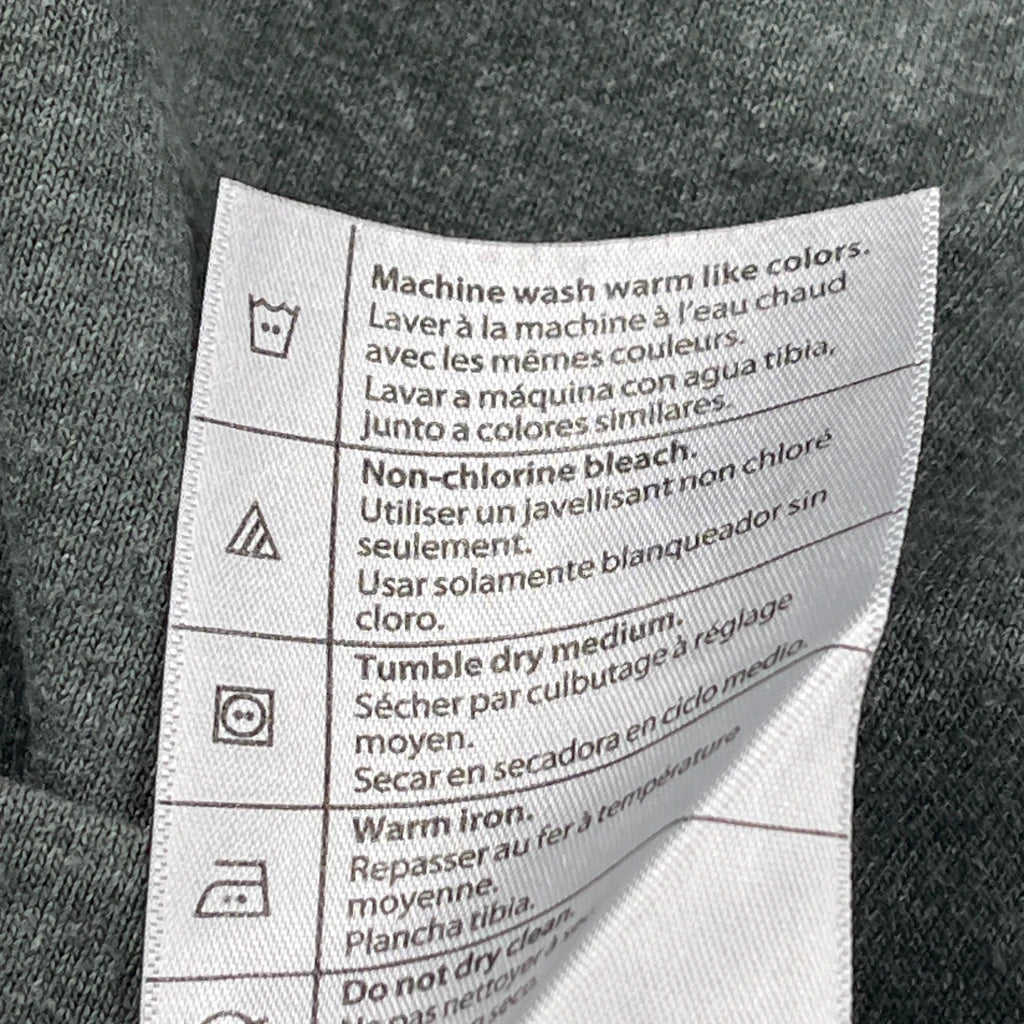 Machine wash warm like colors.
Laver à la machine à l'eau chaud
avec les mêmes couleurs.
Lavar a máquina con agua tibia,
junto a colores similares.
Non-chlorine bleach.
Utiliser un javellisant non chloré
seulement.
Usar solamente blanqueador sin
cloro.
Tumble dry medium.
Sécher par culbutage à réglage
moyen.
Secar en secadora en ciclo medio.
Warm iron.
Repasser au fer à température
moyenne.
Plancha tibia.
Do not dry clean.
pas nettoyer à
seco.